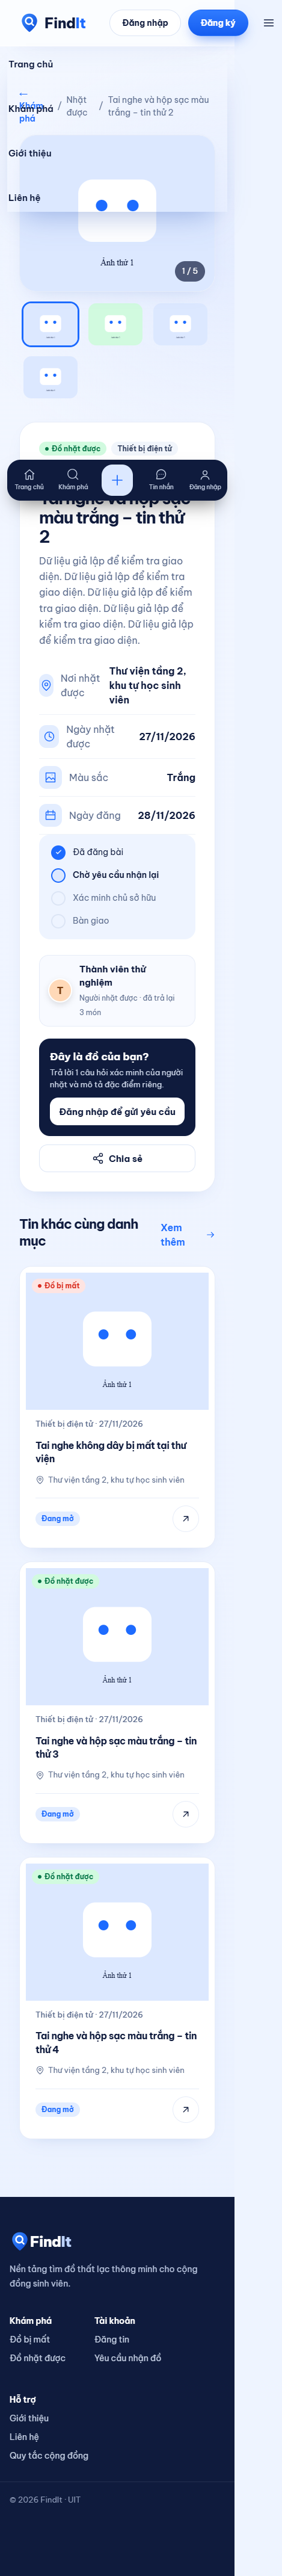 FindIt
Đăng nhập
Đăng ký
Trang chủ
Khám phá
Giới thiệu
Liên hệ
← Khám phá / Nhặt được / Tai nghe và hộp sạc màu trắng – tin thử 2
Ảnh thứ 1
1 / 5
Đồ nhặt được
Thiết bị điện tử
Trang chủ
Khám phá
Tin nhắn
Đăng nhập
Tai nghe và hộp sạc
màu trắng – tin thử
2
Dữ liệu giả lập để kiểm tra giao
diện. Dữ liệu giả lập để kiểm
tra giao diện. Dữ liệu giả lập để
kiểm tra giao diện. Dữ liệu giả
lập để kiểm tra giao diện. Dữ liệu giả lập
để kiểm tra giao diện.
Nơi nhặt được
Thư viện tầng 2, khu tự học sinh viên
Ngày nhặt được
27/11/2026
Màu sắc
Trắng
Ngày đăng
28/11/2026
Đã đăng bài
Chờ yêu cầu nhận lại
Xác minh chủ sở hữu
Bàn giao
T
Thành viên thử nghiệm
Người nhặt được · đã trả lại
3 món
Đây là đồ của bạn?
Trả lời 1 câu hỏi xác minh của người
nhặt và mô tả đặc điểm riêng.
Đăng nhập để gửi yêu cầu
Chia sẻ
Tin khác cùng danh mục
Xem thêm →
Đồ bị mất
Ảnh thứ 1
Thiết bị điện tử · 27/11/2026
Tai nghe không dây bị mất tại thư
viện
Thư viện tầng 2, khu tự học sinh viên
Đang mở
Đồ nhặt được
Ảnh thứ 1
Thiết bị điện tử · 27/11/2026
Tai nghe và hộp sạc màu trắng – tin
thử 3
Thư viện tầng 2, khu tự học sinh viên
Đang mở
Đồ nhặt được
Ảnh thứ 1
Thiết bị điện tử · 27/11/2026
Tai nghe và hộp sạc màu trắng – tin
thử 4
Thư viện tầng 2, khu tự học sinh viên
Đang mở
FindIt
Nền tảng tìm đồ thất lạc thông minh cho cộng
đồng sinh viên.
Khám phá
Đồ bị mất
Đồ nhặt được
Tài khoản
Đăng tin
Yêu cầu nhận đồ
Hỗ trợ
Giới thiệu
Liên hệ
Quy tắc cộng đồng
© 2026 FindIt · UIT